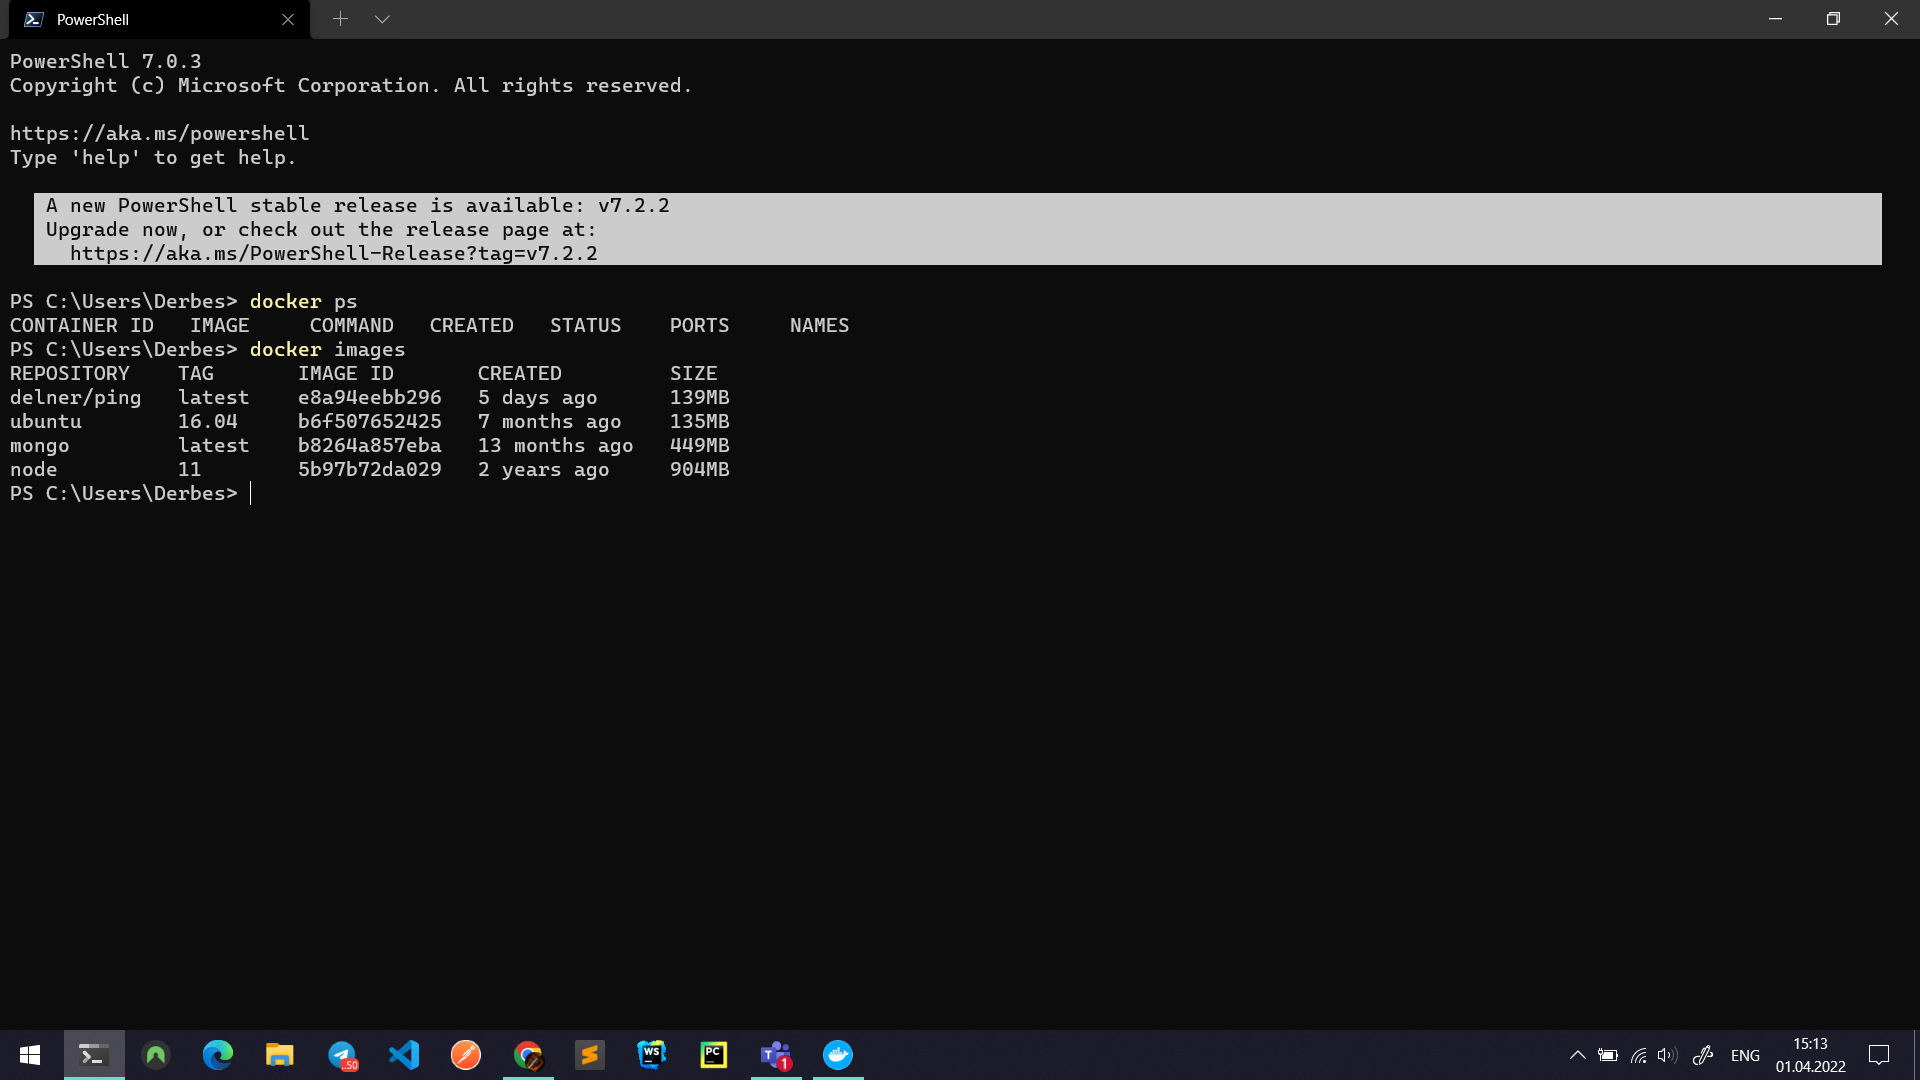 PowerShell
PowerShell 7.0.3
Copyright (c) Microsoft Corporation. All rights reserved.
https://aka.ms/powershell
Type 'help' to get help.
A new PowerShell stable release is available: v7.2.2
Upgrade now, or check out the release page at:
https://aka.ms/PowerShell-Release?tag=v7.2.2
PS C:\Users\Derbes> docker ps
CONTAINER ID   IMAGE     COMMAND   CREATED   STATUS    PORTS     NAMES
PS C:\Users\Derbes> docker images
REPOSITORY    TAG       IMAGE ID       CREATED         SIZE
delner/ping   latest    e8a94eebb296   5 days ago      139MB
ubuntu        16.04     b6f507652425   7 months ago    135MB
mongo         latest    b8264a857eba   13 months ago   449MB
node          11        5b97b72da029   2 years ago     904MB
PS C:\Users\Derbes>
..50
WS
PC
T
1
ENG
15:13
01.04.2022